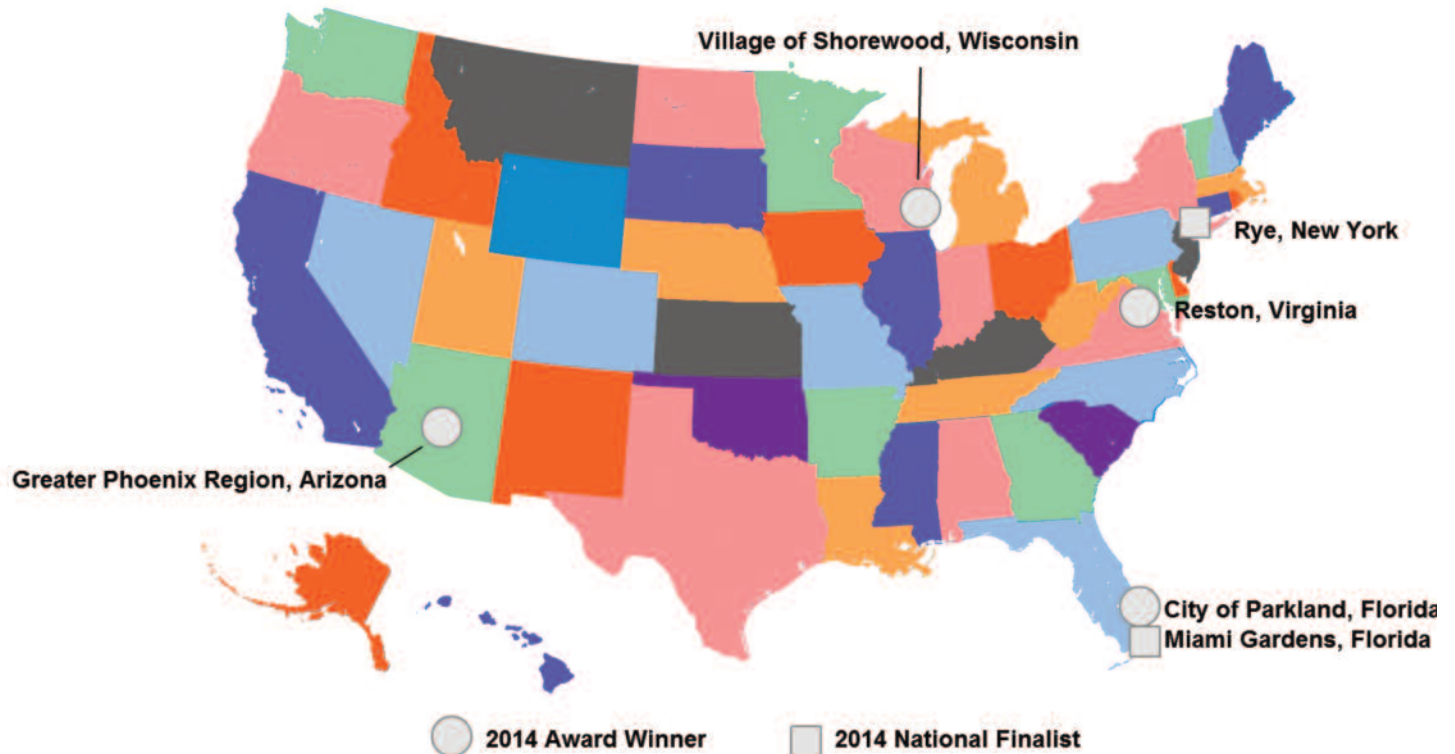 Village of Shorewood, Wisconsin
Rye, New York
Reston, Virginia
Greater Phoenix Region, Arizona
City of Parkland, Florida
Miami Gardens, Florida
2014 Award Winner
2014 National Finalist